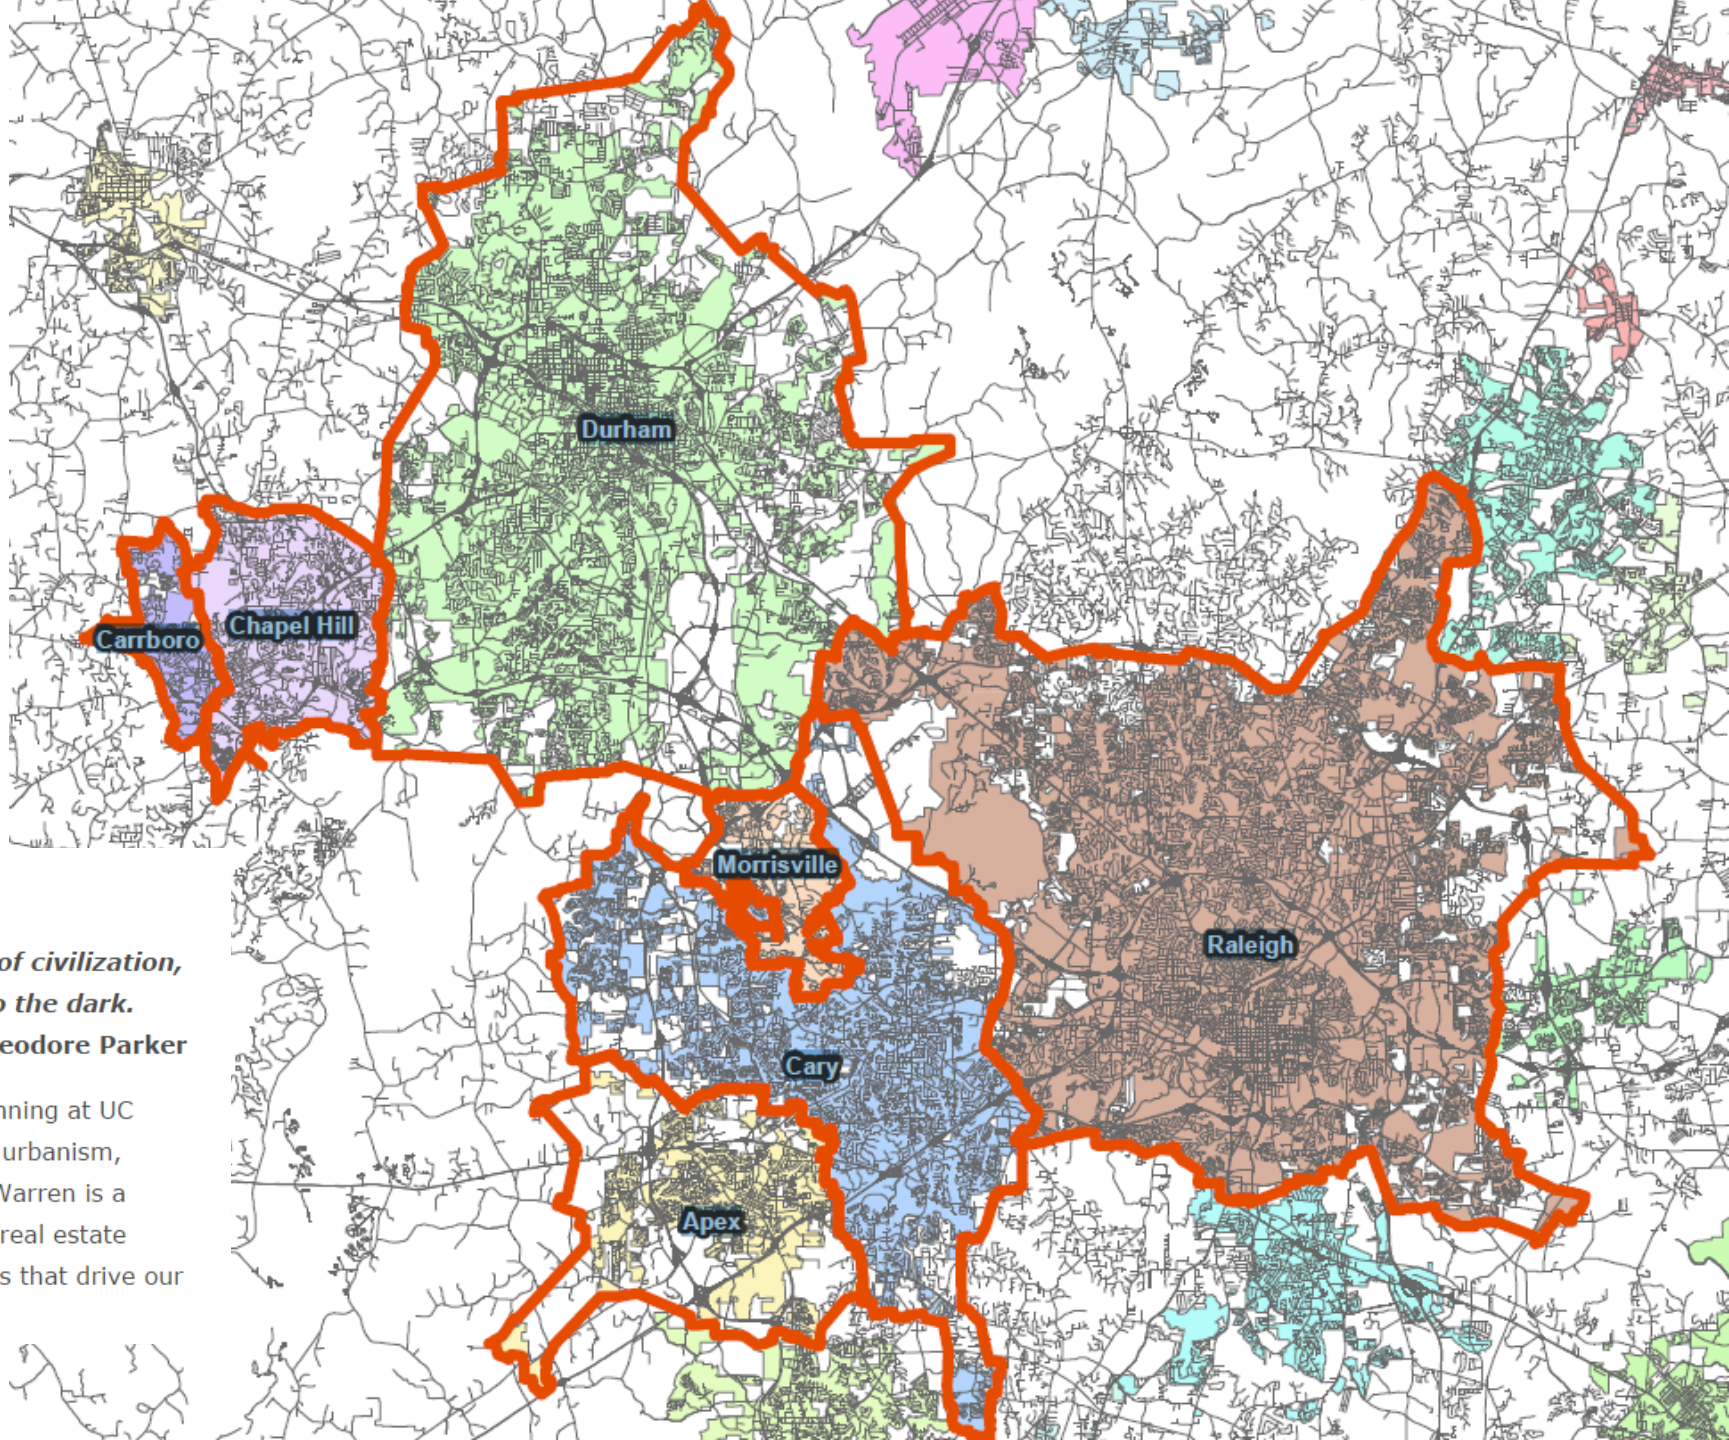 Durham
Chapel Hill
Carrboro
Morrisville
Raleigh
Cary
Apex
of civilization,
the dark.
eodore Parker
nning at UC
urbanism,
Warren is a
real estate
s that drive our